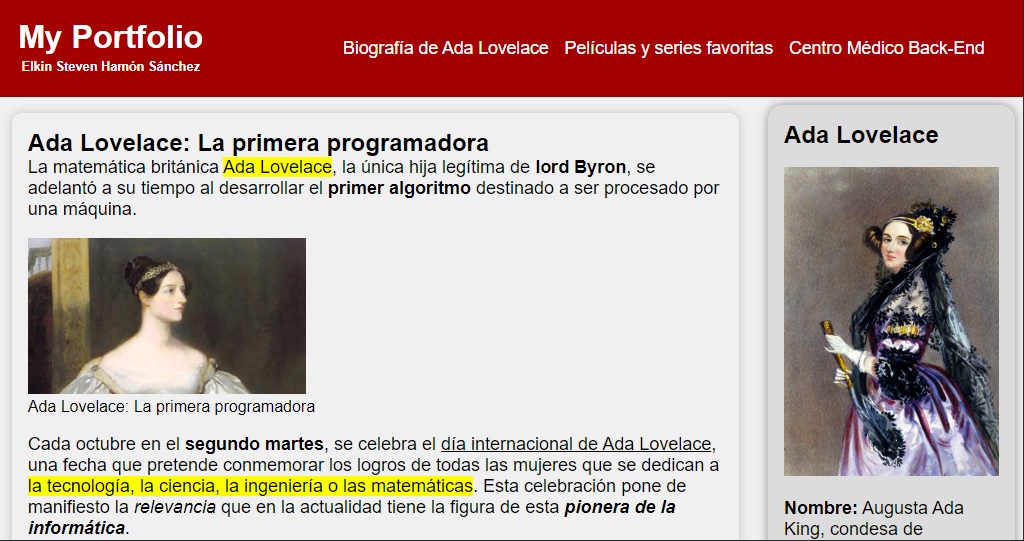 My Portfolio
Elkin Steven Hamón Sánchez
Biografía de Ada Lovelace Películas y series favoritas Centro Médico Back-End
Ada Lovelace: La primera programadora
La matemática británica Ada Lovelace, la única hija legítima de lord Byron, se
adelantó a su tiempo al desarrollar el primer algoritmo destinado a ser procesado por
una máquina.
Ada Lovelace: La primera programadora
Cada octubre en el segundo martes, se celebra el día internacional de Ada Lovelace,
una fecha que pretende conmemorar los logros de todas las mujeres que se dedican a
la tecnología, la ciencia, la ingeniería o las matemáticas. Esta celebración pone de
manifiesto la relevancia que en la actualidad tiene la figura de esta pionera de la
informática.
Ada Lovelace
Nombre: Augusta Ada
King, condesa de